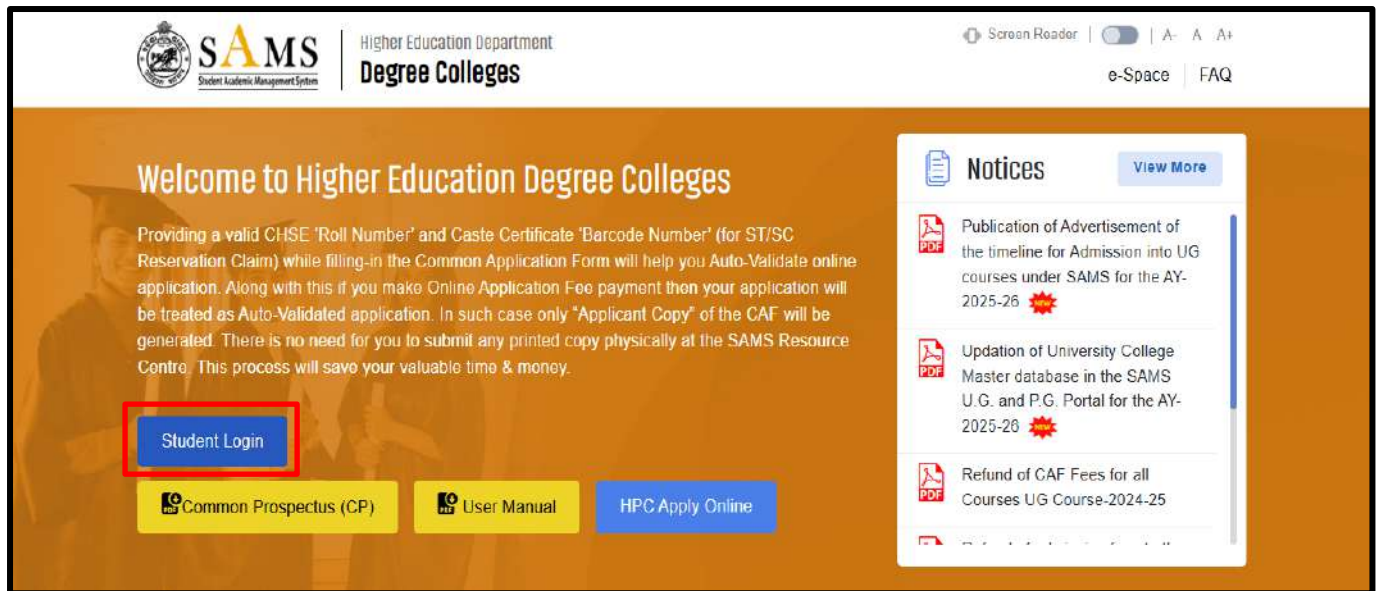 SAMS
Student Academic Management System
Higher Education Department
Degree Colleges
Screen Reader | | A- A A+
e-Space FAQ
Welcome to Higher Education Degree Colleges
Providing a valid CHSE 'Roll Number' and Caste Certificate 'Barcode Number' (for ST/SC
Reservation Claim) while filling-in the Common Application Form will help you Auto-Validate online
application. Along with this if you make Online Application Fee payment then your application will
be treated as Auto-Validated application. In such case only "Applicant Copy" of the CAF will be
generated. There is no need for you to submit any printed copy physically at the SAMS Resource
Centre. This process will save your valuable time & money.
Student Login
Common Prospectus (CP)
User Manual
HPC Apply Online
Notices
View More
PDF
Publication of Advertisement of
the timeline for Admission into UG
courses under SAMS for the AY-
2025-26 NEW
PDF
Updation of University College
Master database in the SAMS
U.G. and P.G. Portal for the AY-
2025-26 NEW
PDF
Refund of CAF Fees for all
Courses UG Course-2024-25